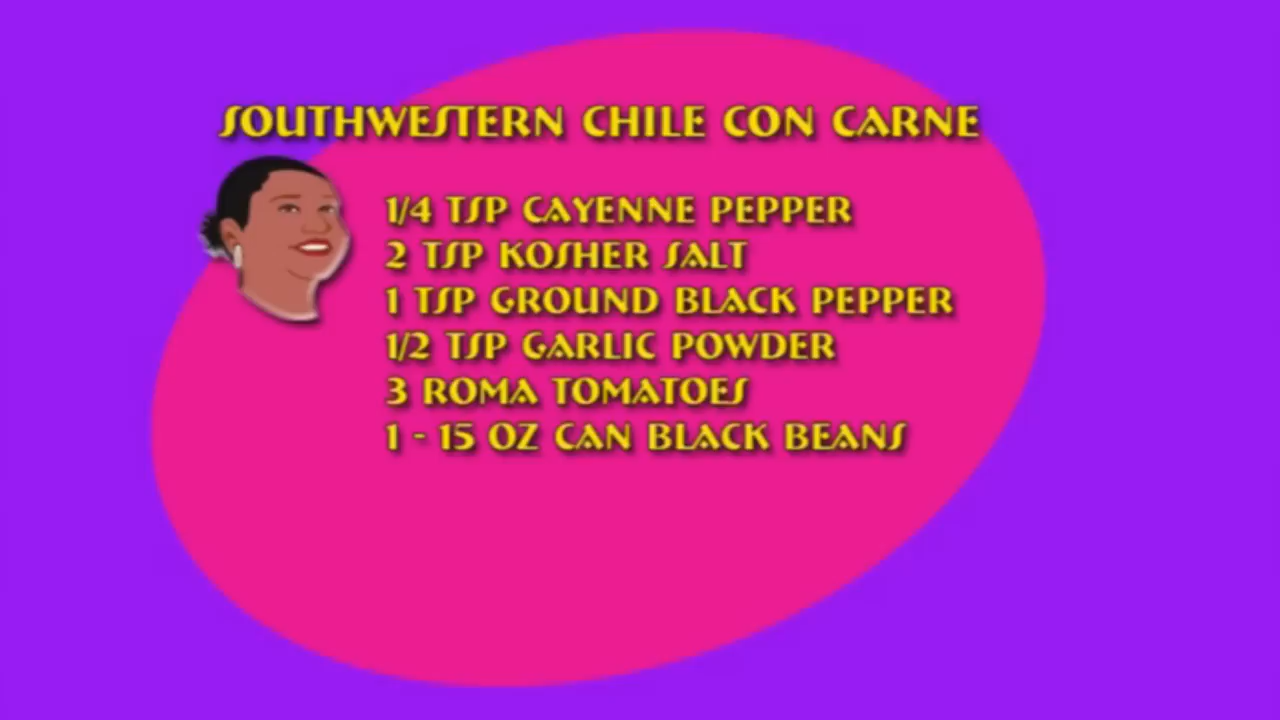 SOUTHWESTERN CHILE CON CARNE
1/4 TSP CAYENNE PEPPER
2 TSP KOSHER SALT
1 TSP GROUND BLACK PEPPER
1/2 TSP GARLIC POWDER
3 ROMA TOMATOES
1 - 15 OZ CAN BLACK BEANS